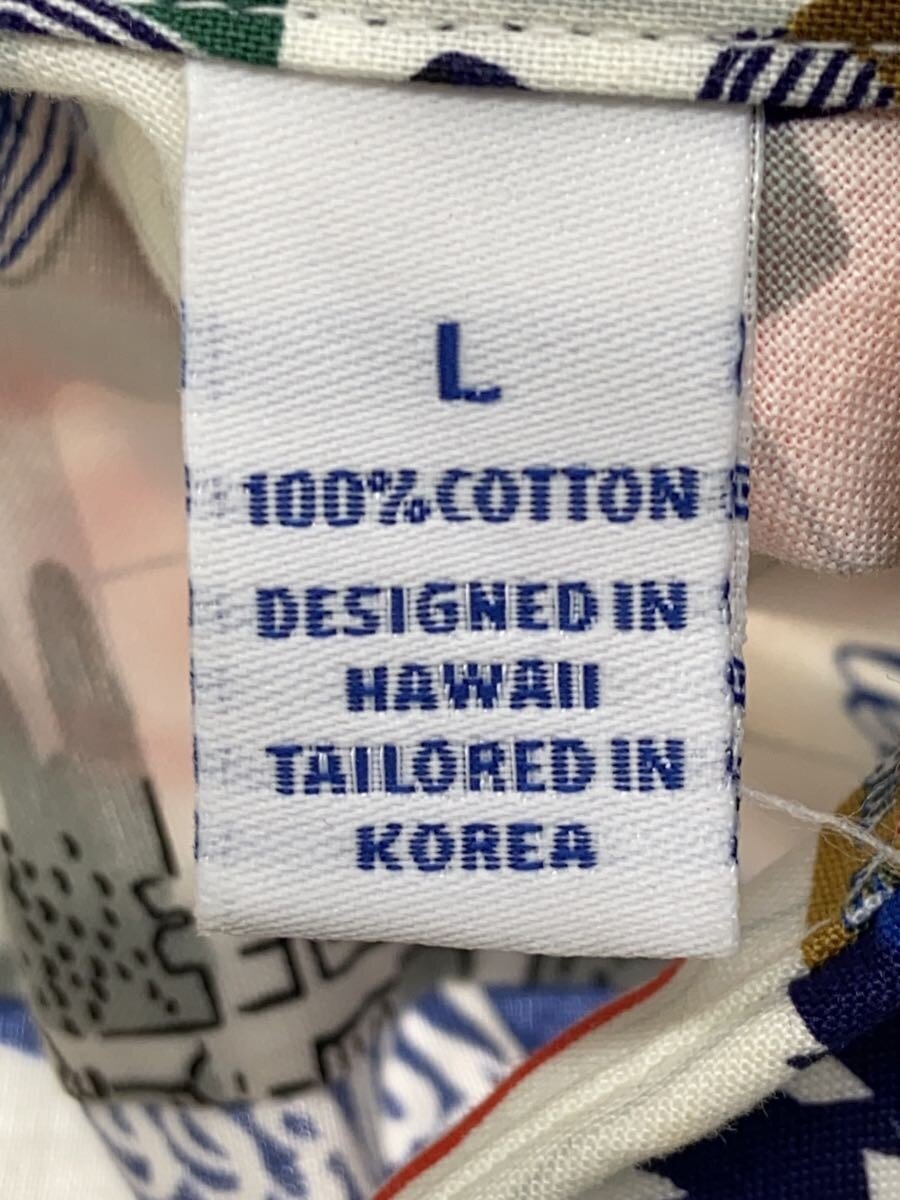 L
100% COTTON
DESIGNED IN
HAWAII
TAILORED IN
KOREA